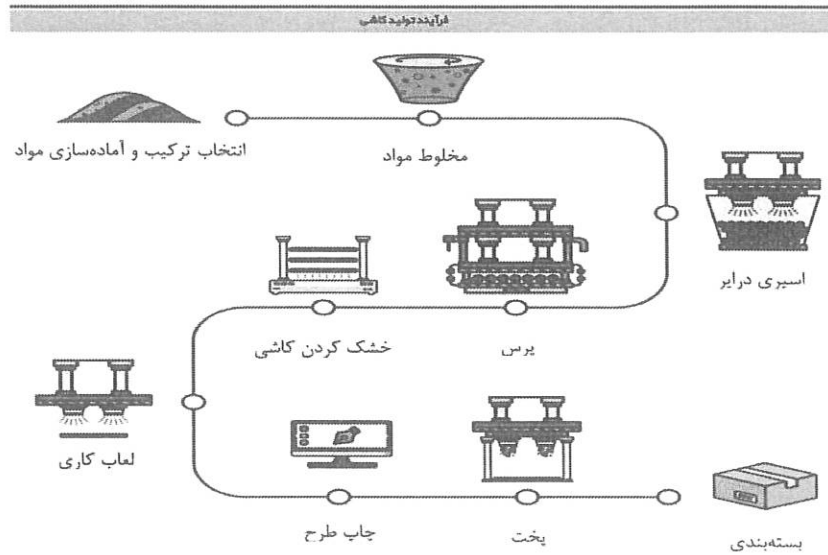 فرآیند تولید کاشی
انتخاب ترکیب و آماده‌سازی مواد
مخلوط مواد
اسپری درایر
پرس
خشک کردن کاشی
لعاب کاری
چاپ طرح
پخت
بسته‌بندی